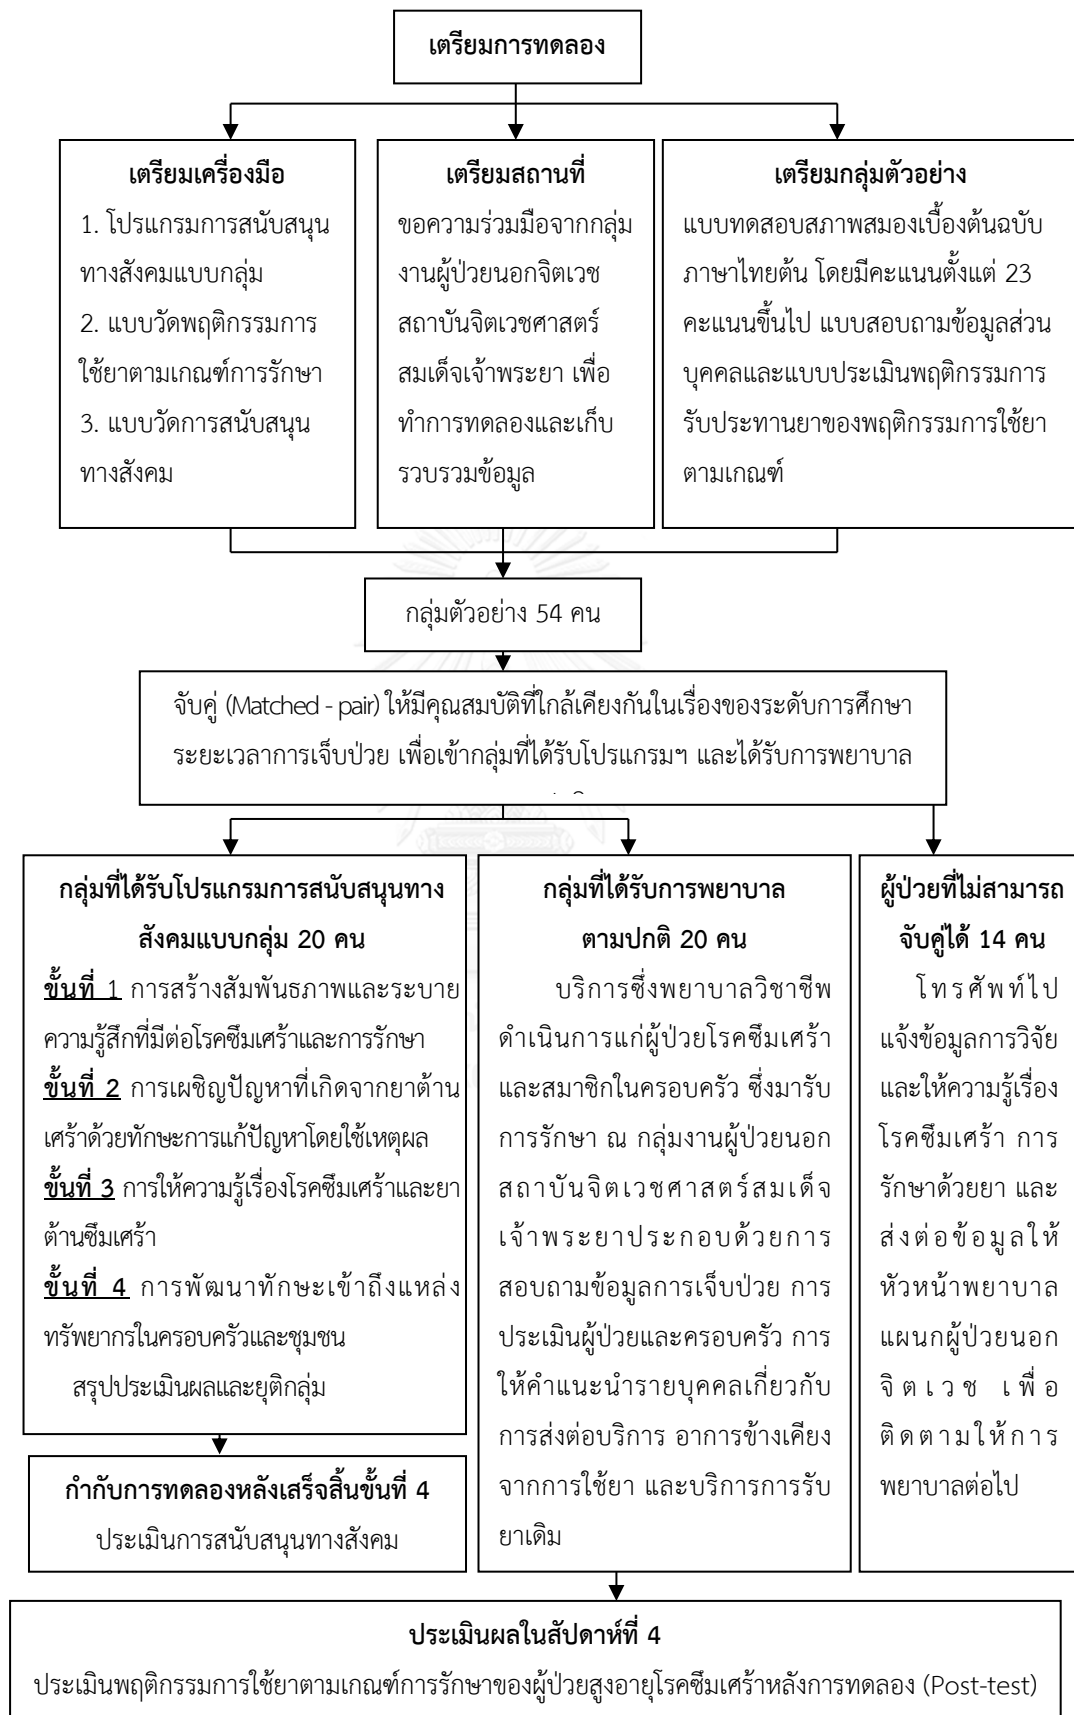 เตรียมการทดลอง
เตรียมเครื่องมือ
1. โปรแกรมการสนับสนุน
ทางสังคมแบบกลุ่ม
2. แบบวัดพฤติกรรมการ
ใช้ยาตามเกณฑ์การรักษา
3. แบบวัดการสนับสนุน
ทางสังคม
เตรียมสถานที่
ขอความร่วมมือจากกลุ่ม
งานผู้ป่วยนอกจิตเวช
สถาบันจิตเวชศาสตร์
สมเด็จเจ้าพระยา เพื่อ
ทำการทดลองและเก็บ
รวบรวมข้อมูล
เตรียมกลุ่มตัวอย่าง
แบบทดสอบสภาพสมองเบื้องต้นฉบับ
ภาษาไทยต้น โดยมีคะแนนตั้งแต่ 23
คะแนนขึ้นไป แบบสอบถามข้อมูลส่วน
บุคคลและแบบประเมินพฤติกรรมการ
รับประทานยาของพฤติกรรมการใช้ยา
ตามเกณฑ์
กลุ่มตัวอย่าง 54 คน
จับคู่ (Matched - pair) ให้มีคุณสมบัติที่ใกล้เคียงกันในเรื่องของระดับการศึกษา
ระยะเวลาการเจ็บป่วย เพื่อเข้ากลุ่มที่ได้รับโปรแกรมฯ และได้รับการพยาบาล
กลุ่มที่ได้รับโปรแกรมการสนับสนุนทาง
สังคมแบบกลุ่ม 20 คน
ขั้นที่ 1 การสร้างสัมพันธภาพและระบาย
ความรู้สึกที่มีต่อโรคซึมเศร้าและการรักษา
ขั้นที่ 2 การเผชิญปัญหาที่เกิดจากยาต้าน
เศร้าด้วยทักษะการแก้ปัญหาโดยใช้เหตุผล
ขั้นที่ 3 การให้ความรู้เรื่องโรคซึมเศร้าและยา
ต้านซึมเศร้า
ขั้นที่ 4 การพัฒนาทักษะเข้าถึงแหล่ง
ทรัพยากรในครอบครัวและชุมชน
สรุปประเมินผลและยุติกลุ่ม
กำกับการทดลองหลังเสร็จสิ้นขั้นที่ 4
ประเมินการสนับสนุนทางสังคม
กลุ่มที่ได้รับการพยาบาล
ตามปกติ 20 คน
บริการซึ่งพยาบาลวิชาชีพ
ดำเนินการแก่ผู้ป่วยโรคซึมเศร้า
และสมาชิกในครอบครัว ซึ่งมารับ
การรักษา ณ กลุ่มงานผู้ป่วยนอก
สถาบันจิตเวชศาสตร์สมเด็จ
เจ้าพระยาประกอบด้วยการ
สอบถามข้อมูลการเจ็บป่วย การ
ประเมินผู้ป่วยและครอบครัว การ
ให้คำแนะนำรายบุคคลเกี่ยวกับ
การส่งต่อบริการ อาการข้างเคียง
จากการใช้ยา และบริการการรับ
ยาเดิม
ผู้ป่วยที่ไม่สามารถ
จับคู่ได้ 14 คน
โทรศัพท์ไป
แจ้งข้อมูลการวิจัย
และให้ความรู้เรื่อง
โรคซึมเศร้า การ
รักษาด้วยยา และ
ส่งต่อข้อมูลให้
หัวหน้าพยาบาล
แผนกผู้ป่วยนอก
จิตเวช เพื่อ
ติดตามให้การ
พยาบาลต่อไป
ประเมินผลในสัปดาห์ที่ 4
ประเมินพฤติกรรมการใช้ยาตามเกณฑ์การรักษาของผู้ป่วยสูงอายุโรคซึมเศร้าหลังการทดลอง (Post-test)